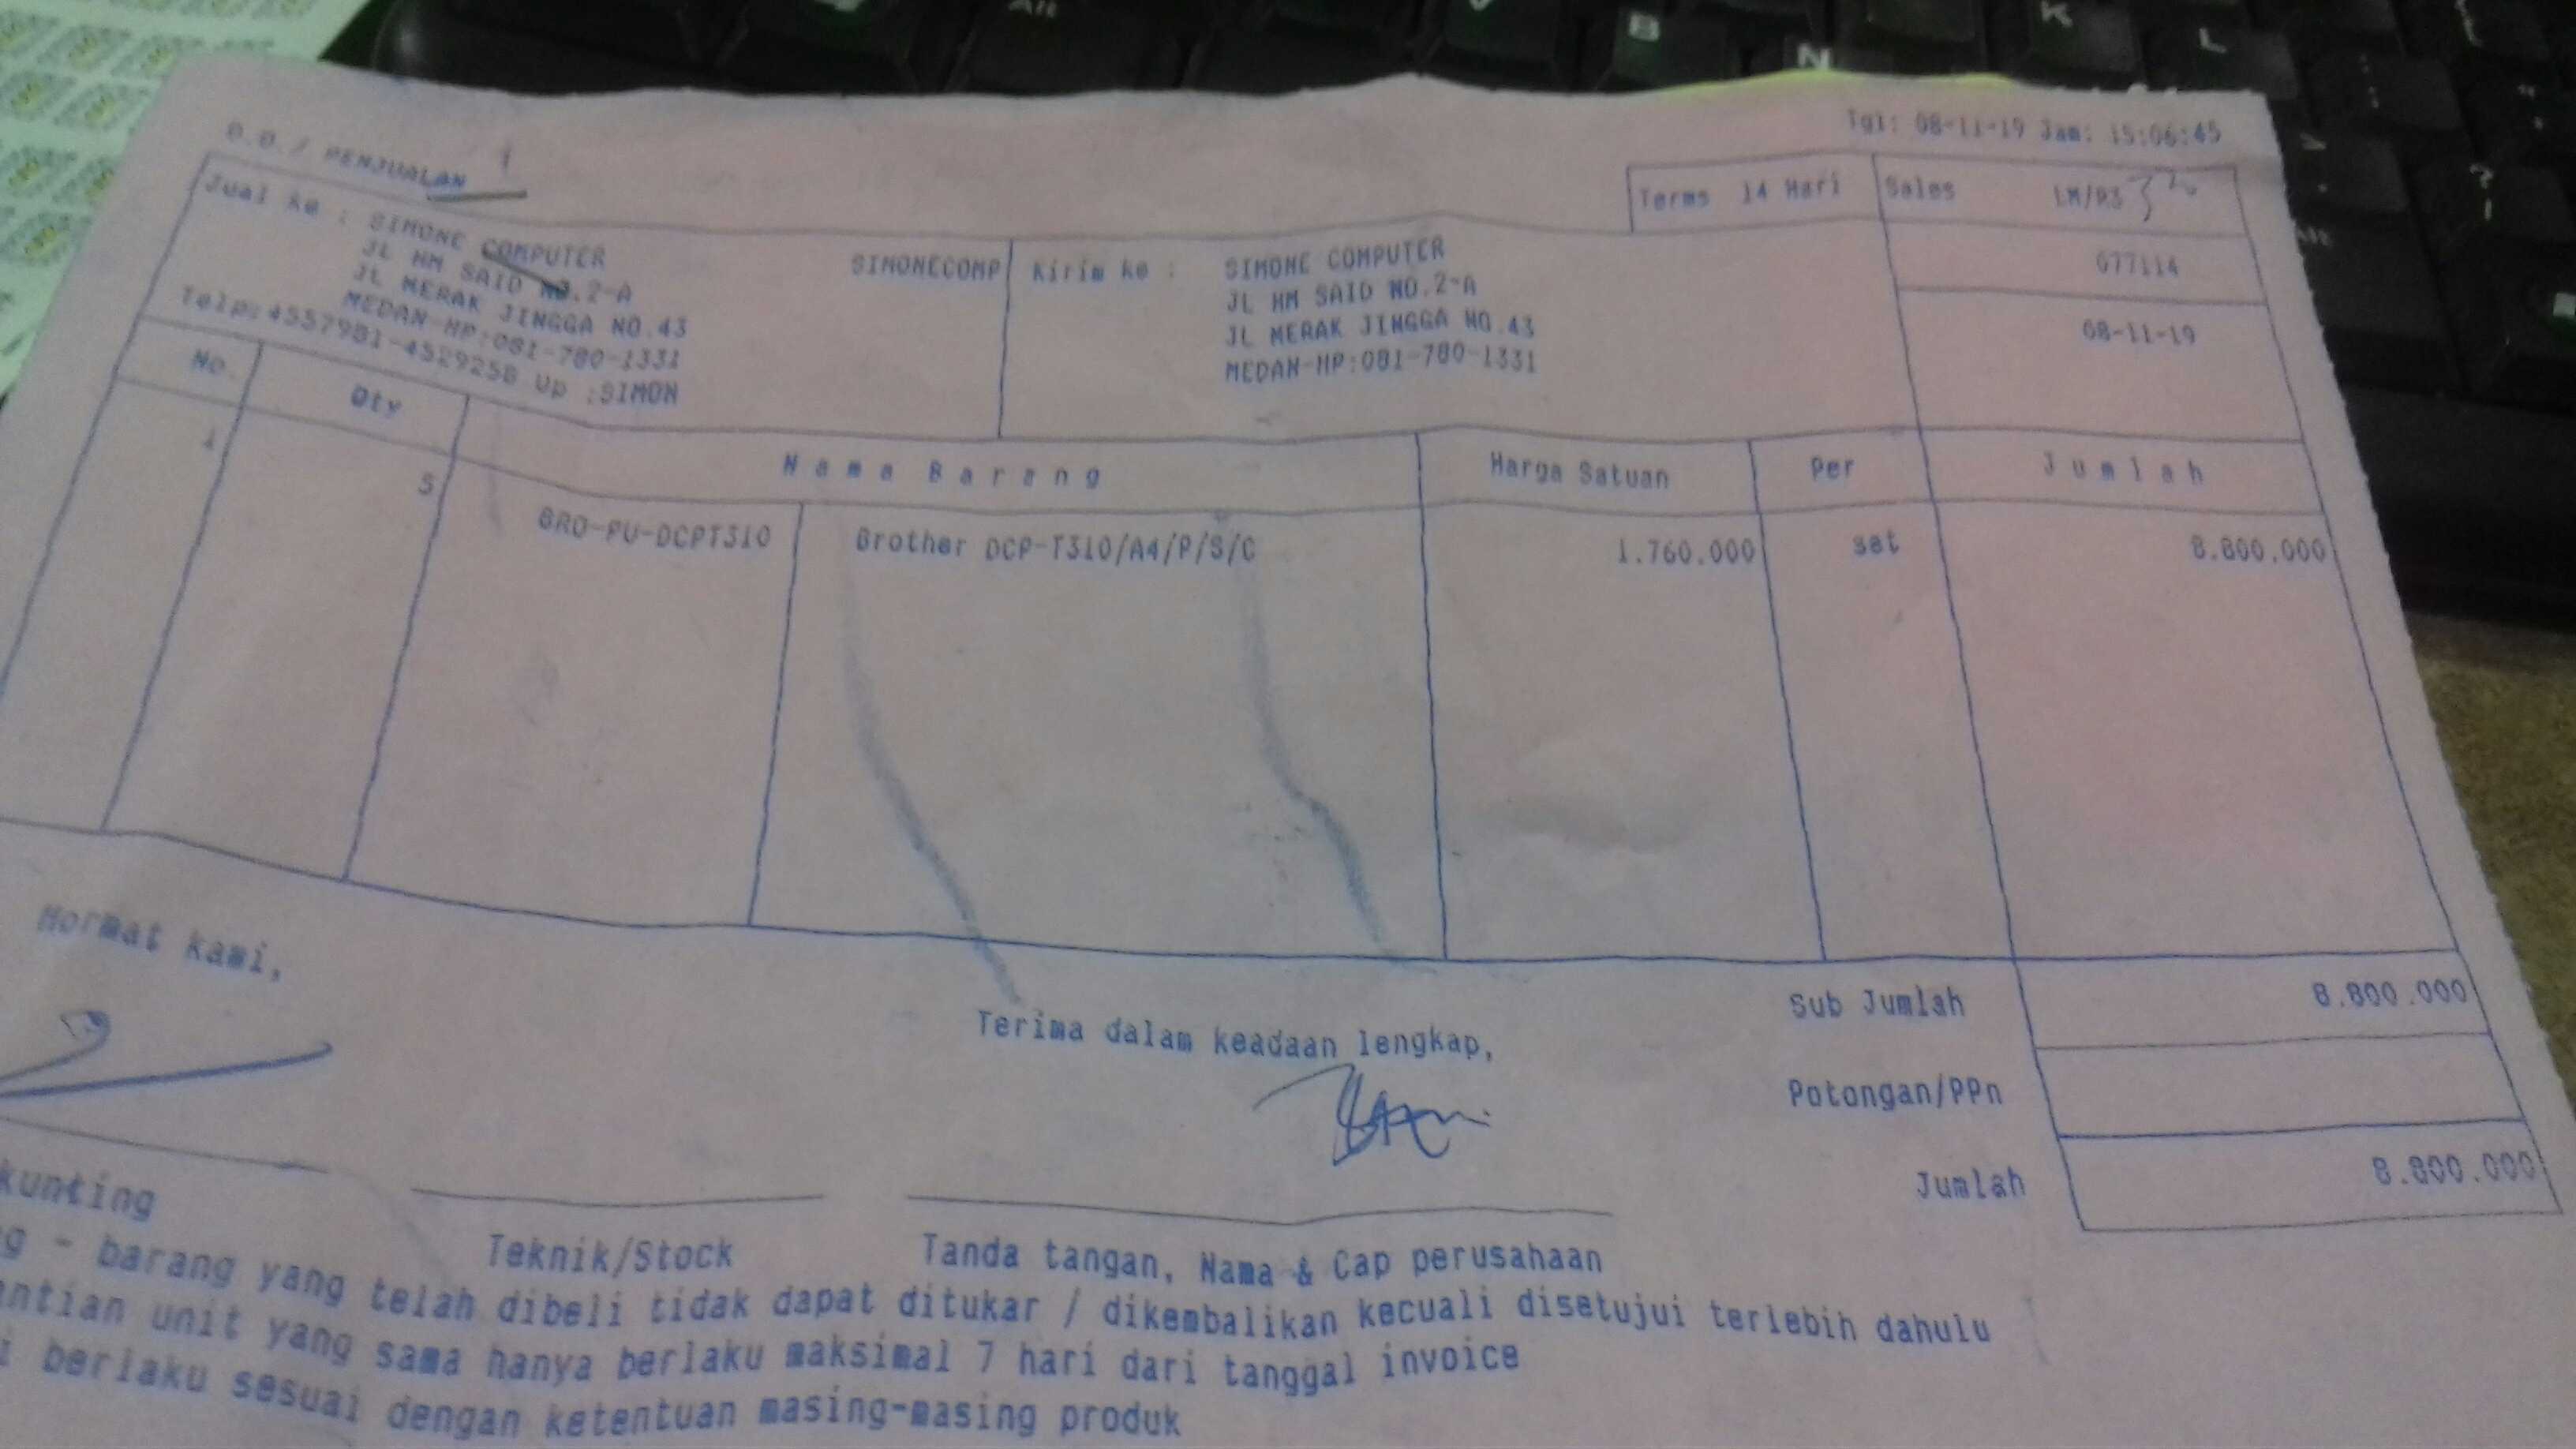 Tgl: 08-11-19 Jam: 15:06:45
D.O./ PENJUALAN
Terms 14 Hari Sales LM/R3
Jual ke : SIMONE COMPUTER SIMONECOMP
JL HM SAID NO.2-A
JL MERAK JINGGA NO.43
MEDAN-HP:081-780-1331
Telp:4557981-4529258 Up :SIMON
Kirim ke : SIMONE COMPUTER
JL HM SAID NO.2-A
JL MERAK JINGGA NO.43
MEDAN-HP:081-780-1331
677114
08-11-19
No. Qty Nama Barang Harga Satuan Per Jumlah
1 5 BRO-PU-DCPT310 Brother DCP-T310/A4/P/S/C 1.760.000 set 8.800.000
Hormat kami,
Terima dalam keadaan lengkap,
Sub Jumlah 8.800.000
Potongan/PPn
Jumlah 8.800.000
kunting
Teknik/Stock
Tanda tangan, Nama & Cap perusahaan
g - barang yang telah dibeli tidak dapat ditukar / dikembalikan kecuali disetujui terlebih dahulu
antian unit yang sama hanya berlaku maksimal 7 hari dari tanggal invoice
i berlaku sesuai dengan ketentuan masing-masing produk